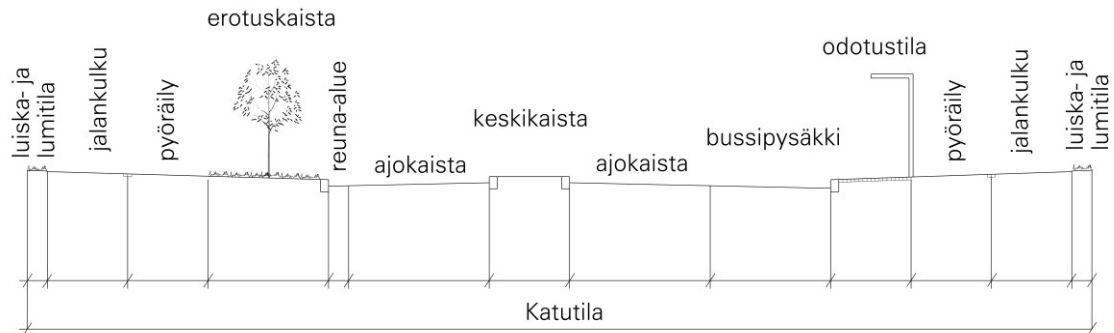 luiska- ja
lumitila
jalankulku
pyöräily
erotuskaista
reuna-alue
ajokaista
keskikaista
ajokaista
bussipysäkki
odotustila
pyöräily
jalankulku
luiska- ja
lumitila
Katutila